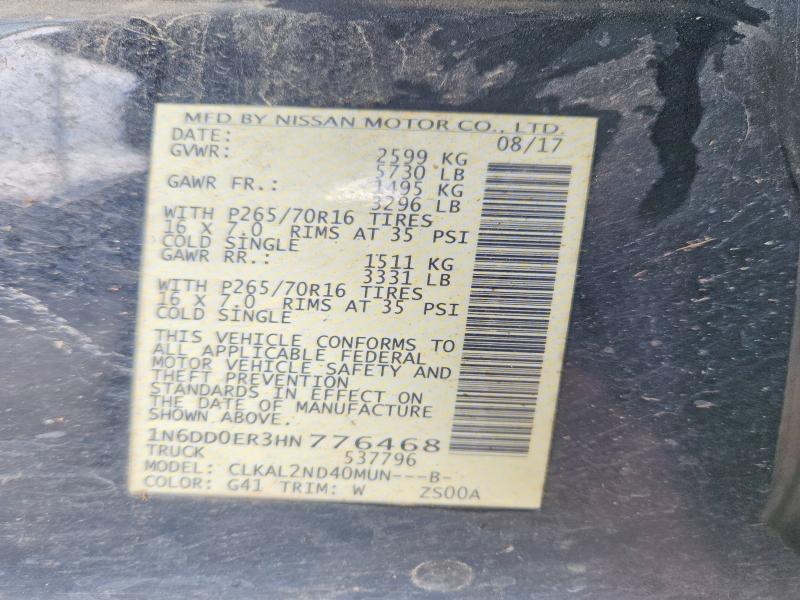 MFD BY NISSAN MOTOR CO., LTD.
DATE: 08/17
GVWR: 2599 KG
5730 LB
GAWR FR.: 1495 KG
3296 LB
WITH P265/70R16 TIRES
16 X 7.0 RIMS AT 35 PSI
COLD SINGLE
GAWR RR.: 1511 KG
3331 LB
WITH P265/70R16 TIRES
16 X 7.0 RIMS AT 35 PSI
COLD SINGLE
THIS VEHICLE CONFORMS TO
ALL APPLICABLE FEDERAL
MOTOR VEHICLE SAFETY AND
THEFT PREVENTION
STANDARDS IN EFFECT ON
THE DATE OF MANUFACTURE
SHOWN ABOVE.
1N6DD0ER3HN776468
TRUCK 537796
MODEL: CLKAL2ND40MUN---B-
COLOR: G41 TRIM: W ZS00A